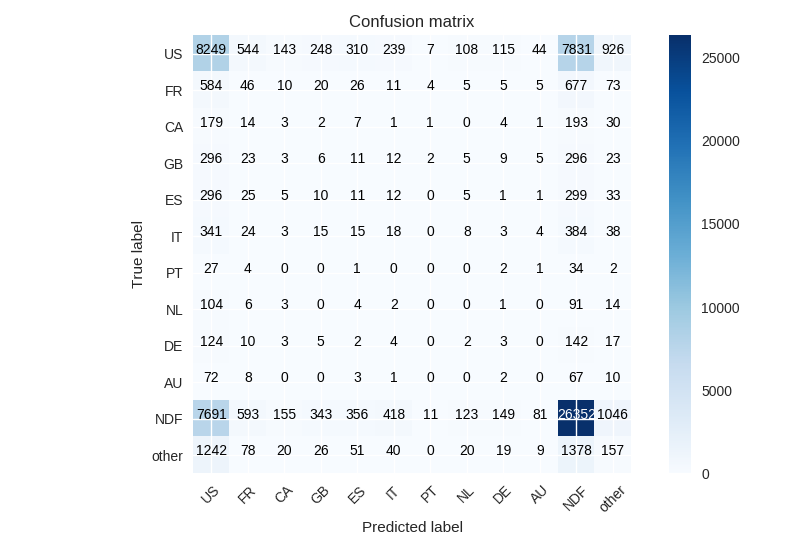 Confusion matrix
US 8249 544 143 248 310 239 7 108 115 44 7831 926
FR 584 46 10 20 26 11 4 5 5 5 677 73
CA 179 14 3 2 7 1 1 0 4 1 193 30
GB 296 23 3 6 11 12 2 5 9 5 296 23
ES 296 25 5 10 11 12 0 5 1 1 299 33
IT 341 24 3 15 15 18 0 8 3 4 384 38
PT 27 4 0 0 1 0 0 0 2 1 34 2
NL 104 6 3 0 4 2 0 0 1 0 91 14
DE 124 10 3 5 2 4 0 2 3 0 142 17
AU 72 8 0 0 3 1 0 0 2 0 67 10
NDF 7691 593 155 343 356 418 11 123 149 81 26352 1046
other 1242 78 20 26 51 40 0 20 19 9 1378 157
US FR CA GB ES IT PT NL DE AU NDF other
True label
Predicted label
25000
20000
15000
10000
5000
0